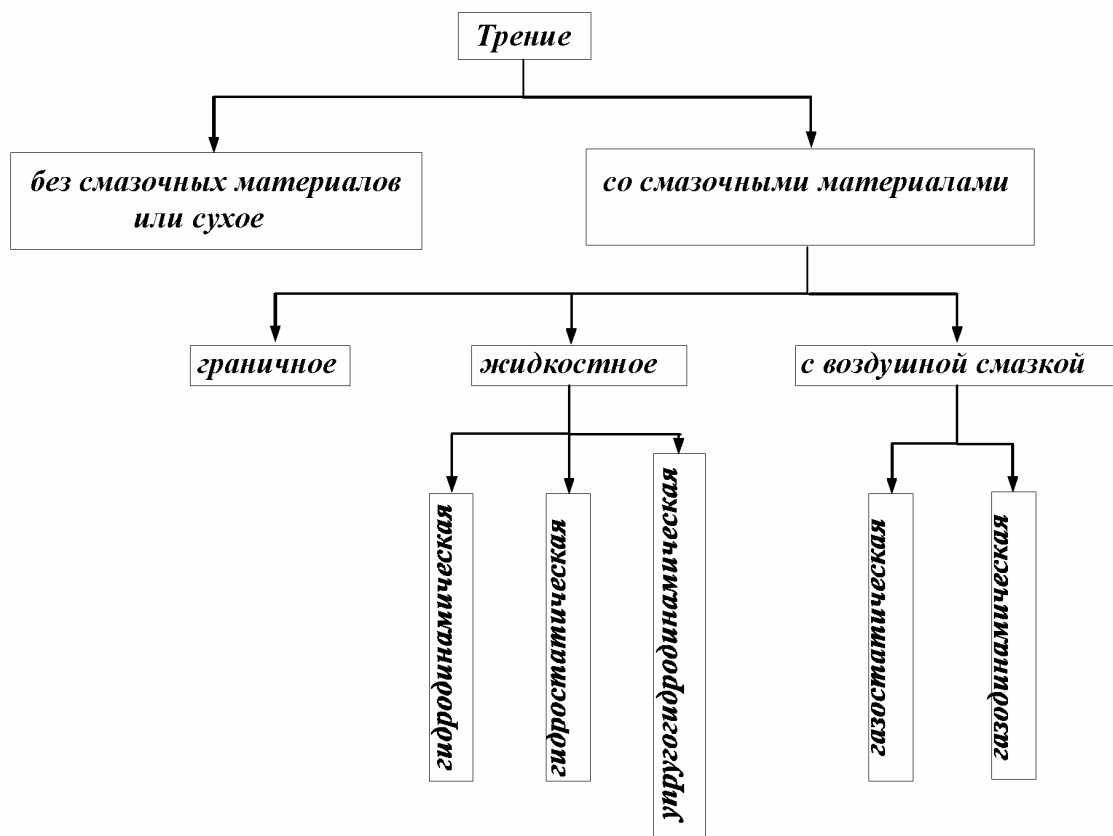 Трение
без смазочных материалов
или сухое
со смазочными материалами
граничное
жидкостное
с воздушной смазкой
гидродинамическая
гидростатическая
упругогидродинамическая
газостатическая
газодинамическая